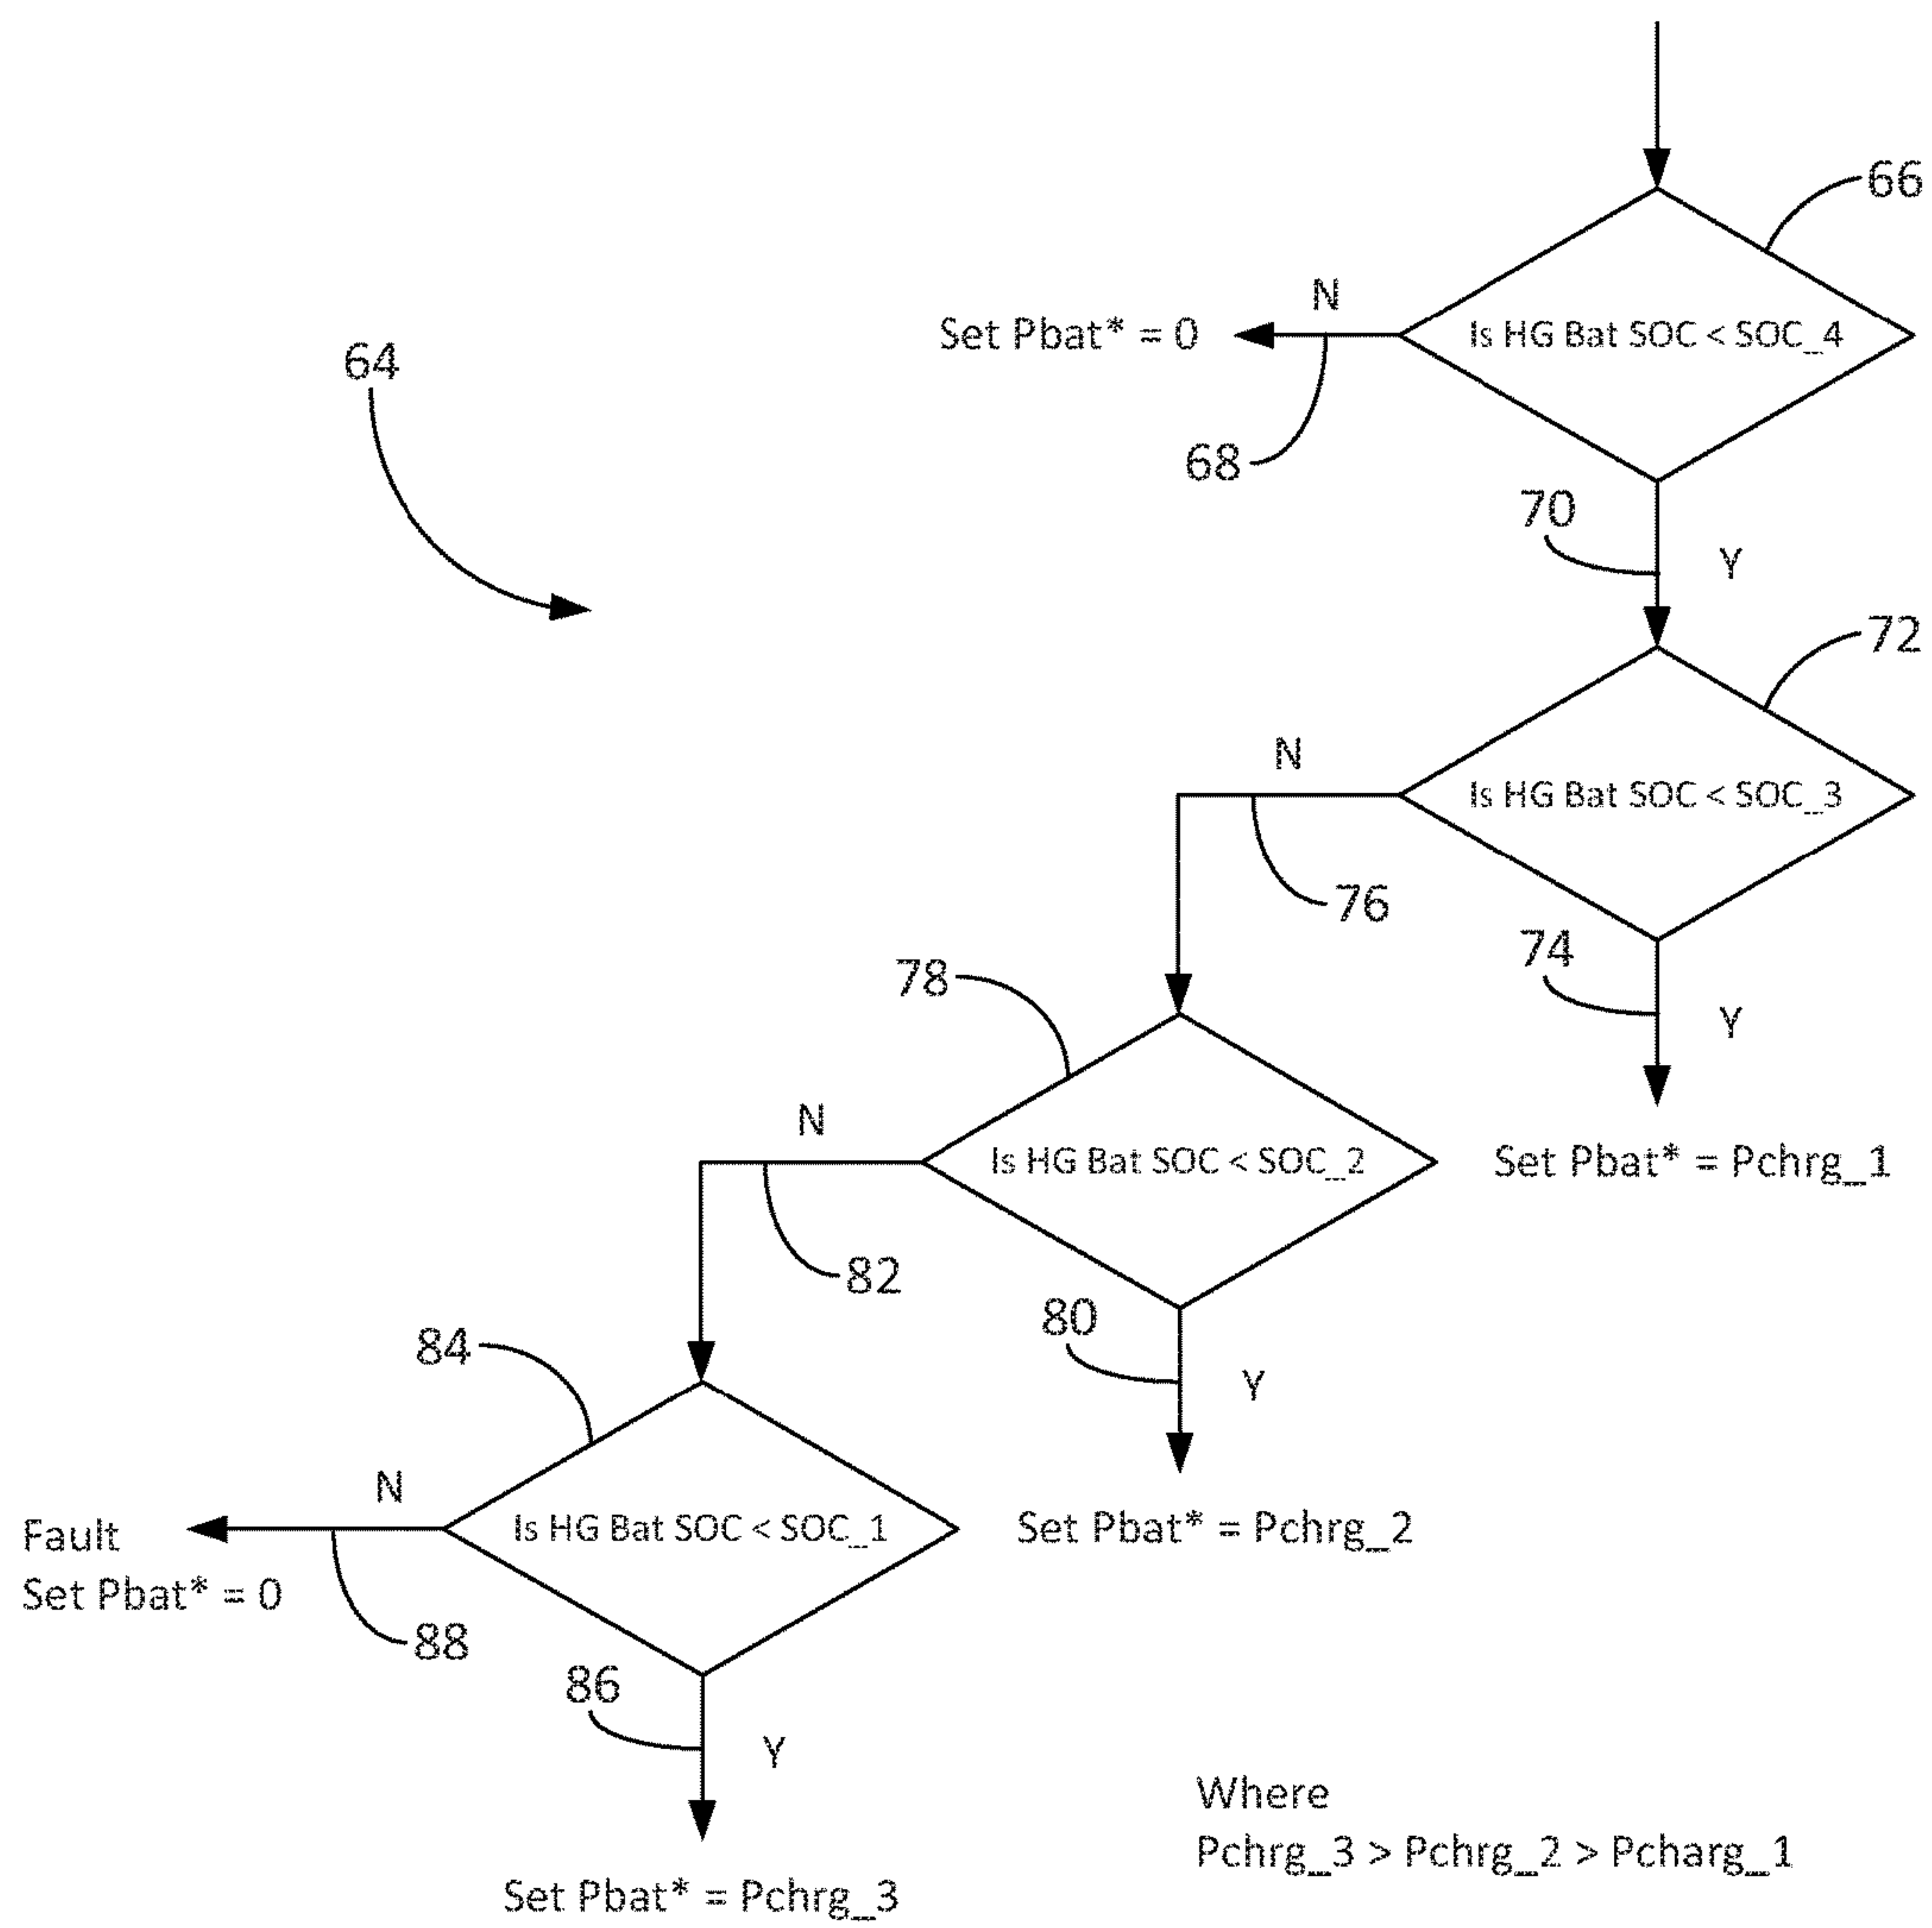 66
N
Is HG Bat SOC < SOC_4
Set Pbat* = 0
64
68
70
Y
72
N
Is HG Bat SOC < SOC_3
76
74
78
Y
N
Is HG Bat SOC < SOC_2
Set Pbat* = Pchrg_1
82
80
84
Y
N
Is HG Bat SOC < SOC_1
Set Pbat* = Pchrg_2
Fault
Set Pbat* = 0
88
86
Y
Where
Pchrg_3 > Pchrg_2 > Pcharg_1
Set Pbat* = Pchrg_3